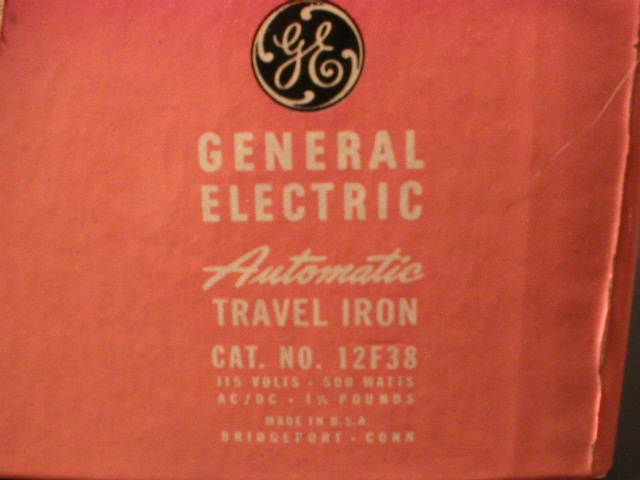 GE
GENERAL
ELECTRIC
Automatic
TRAVEL IRON
CAT. NO. 12F38
115 VOLTS • 500 WATTS
AC/DC • 1½ POUNDS
MADE IN U.S.A.
BRIDGEPORT • CONN